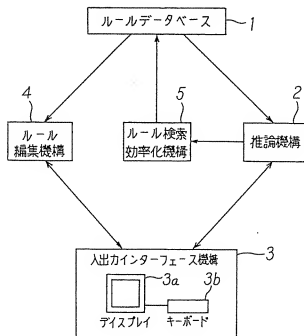 ルールデータベース
1
4
ルール
編集機構
5
ルール検索
効率化機構
2
推論機構
入出力インターフェース機構
3
3a
3b
ディスプレイ
キーボード